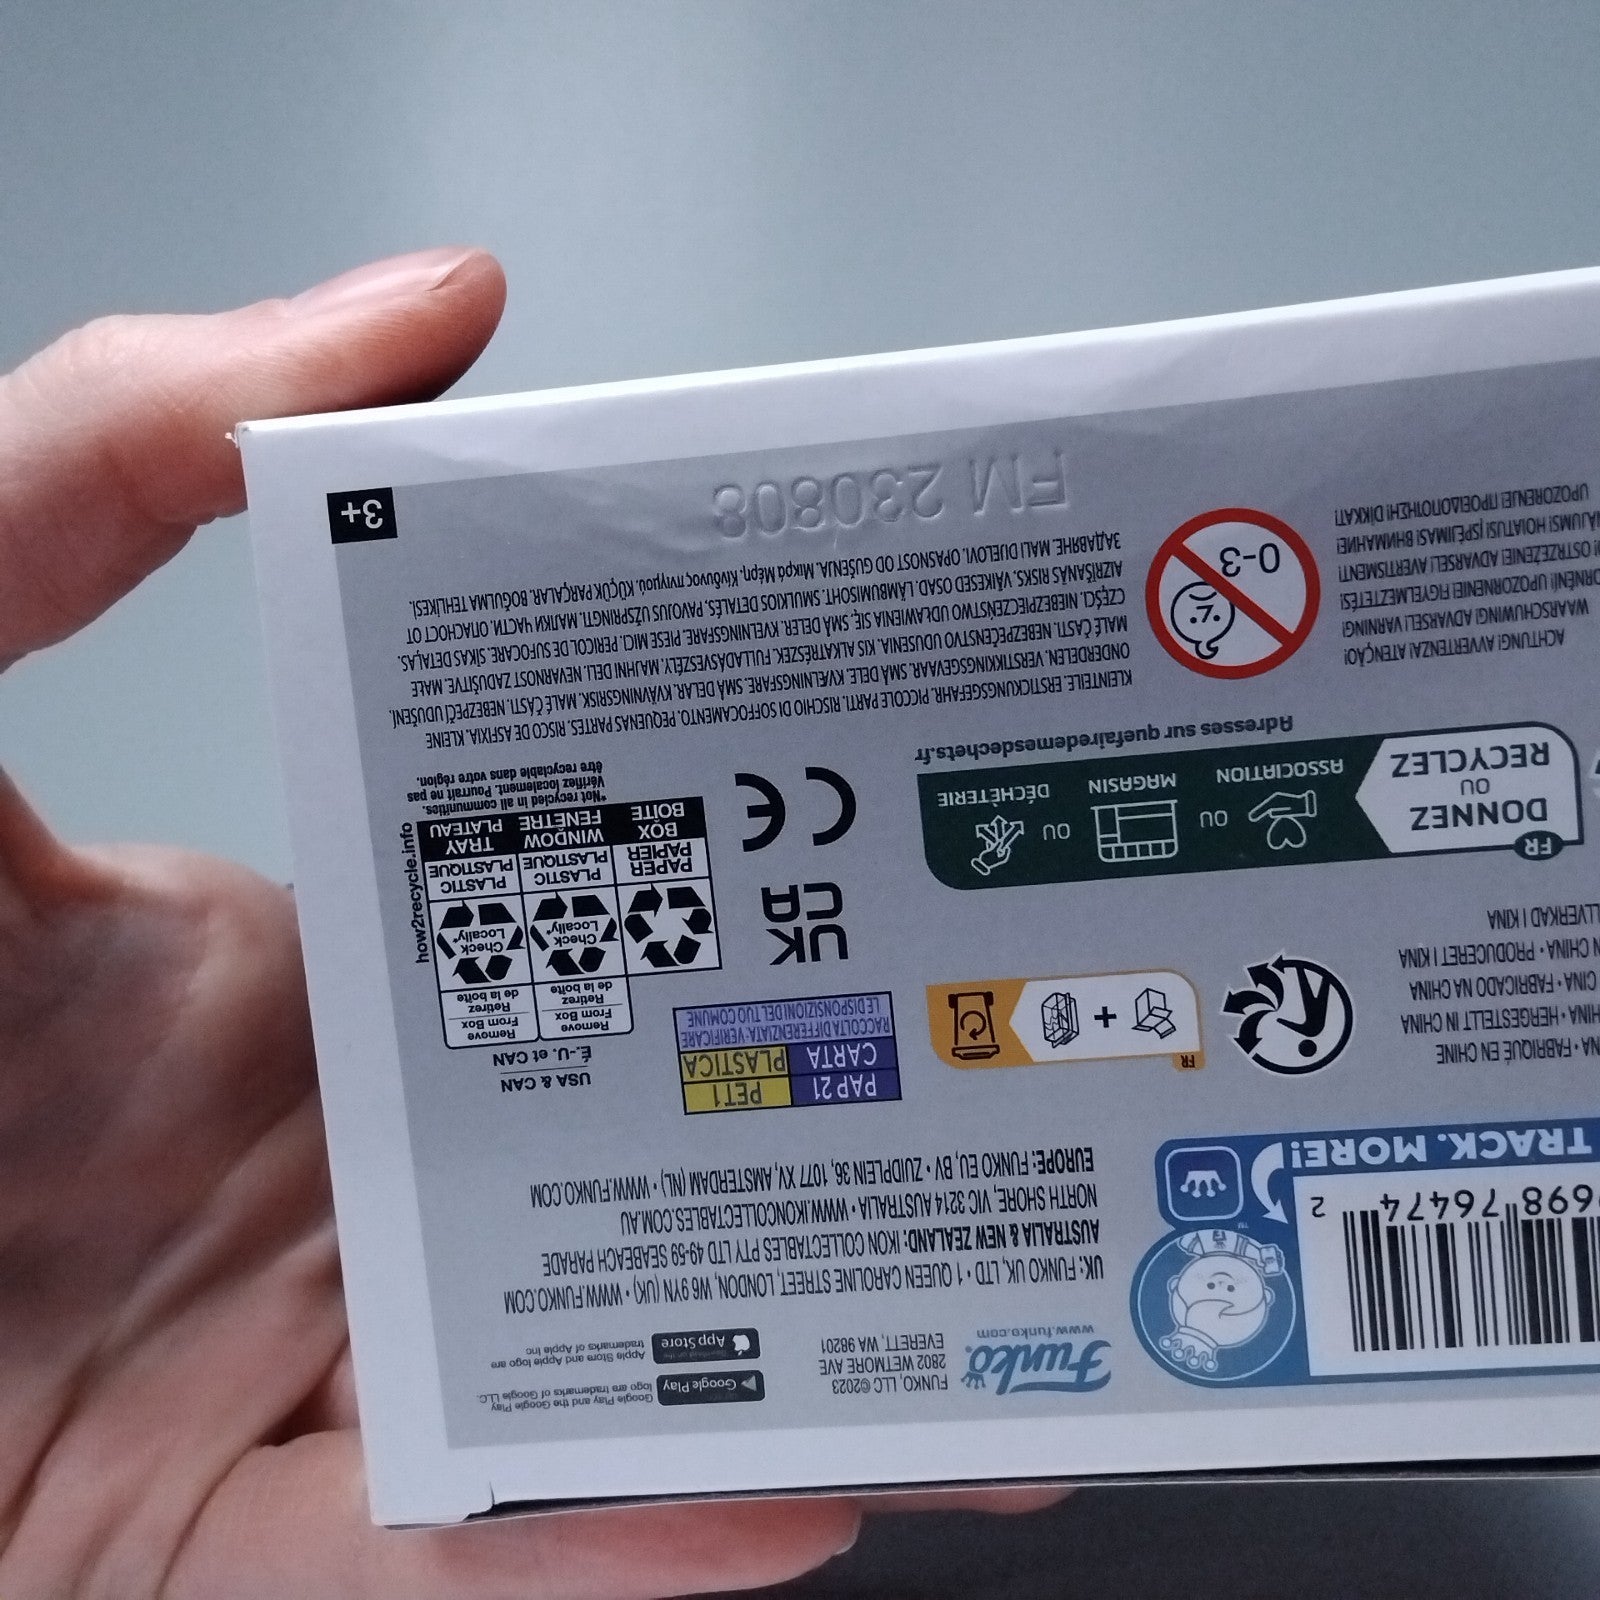 TRACK. MORE!
9698 76474 2
Funko
www.funko.com
FUNKO, LLC ©2023
2802 WETMORE AVE
EVERETT, WA 98201
Google Play
Google Play and the Google Play
logo are trademarks of Google LLC.
Download on the
App Store
Apple Store and Apple logo are
trademarks of Apple Inc
UK: FUNKO UK, LTD • 1 QUEEN CAROLINE STREET, LONDON, W6 9YN (UK) • WWW.FUNKO.COM
AUSTRALIA & NEW ZEALAND: IKON COLLECTABLES PTY LTD 49-59 SEABEACH PARADE
NORTH SHORE, VIC 3214 AUSTRALIA • WWW.IKONCOLLECTABLES.COM.AU
EUROPE: FUNKO EU, BV • ZUIDPLEIN 36, 1077 XV, AMSTERDAM (NL) • WWW.FUNKO.COM
• FABRIQUÉ EN CHINE
• HERGESTELLT IN CHINA
CINA • FABRICADO NA CHINA
CHINA • PRODUCERET I KINA
KINA
FR
+
PAP 21
PET1
CARTA
PLASTICA
RACCOLTA DIFFERENZIATA - VERIFICARE
LE DISPONSIZIONI DEL TUO COMUNE
USA & CAN
É.-U. et CAN
Remove
From Box
Retirez
de la boîte
Remove
From Box
Retirez
de la boîte
Check
Locally*
Check
Locally*
PAPER
PAPIER
PLASTIC
PLASTIQUE
PLASTIC
PLASTIQUE
BOX
BOÎTE
WINDOW
FENÊTRE
TRAY
PLATEAU
*Not recycled in all communities.
Vérifiez localement. Pourrait ne pas
être recyclable dans votre région.
how2recycle.info
UK
CA
CE
FR
DONNEZ
OU
RECYCLEZ
ASSOCIATION
OU
MAGASIN
OU
DÉCHÈTERIE
Adresses sur quefairedemesdechets.fr
ACHTUNG! AVVERTENZA! ATENÇÃO!
WAARSCHUWING! ADVARSEL! VARNING!
UPOZORNENIE! FIGYELMEZTETÉS!
OSTRZEŻENIE! ADVARSEL! AVERTISMENT!
HOIATUS! ĮSPĖJIMAS! ВНИМАНИЕ!
UPOZORENJE! ΠΡΟΕΙΔΟΠΟΙΗΣΗ! DİKKAT!
0-3
KLEINTEILE. ERSTICKUNGSGEFAHR. PICCOLE PARTI. RISCHIO DI SOFFOCAMENTO. PEQUENAS PARTES. RISCO DE ASFIXIA. KLEINE
ONDERDELEN. VERSTIKKINGSGEVAAR. SMÅ DELE. KVÆLNINGSFARE. SMÅ DELAR. KVÄVNINGSRISK. MALÉ ČÁSTI. NEBEZPEČÍ UDUŠENÍ.
MALÉ ČASTI. NEBEZPEČENSTVO UDUSENIA. KIS ALKATRÉSZEK. FULLADÁSVESZÉLY. MAJHNI DELI. NEVARNOST ZADUŠITVE. MAŁE
CZĘŚCI. NIEBEZPIECZEŃSTWO UDŁAWIENIA SIĘ. SMÅ DELER. KVELNINGSFARE. PIESE MICI. PERICOL DE SUFOCARE. SĪKAS DETAĻAS.
AIZRĪŠANĀS RISKS. VÄIKESED OSAD. LÄMBUMISOHT. SMULKIOS DETALĖS. PAVOJUS UŽSPRINGTI. МАЛКИ ЧАСТИ. ОПАСНОСТ ОТ
ЗАДАВЯНЕ. MALI DIJELOVI. OPASNOST OD GUŠENJA. Μικρά Μέρη. Κίνδυνος πνιγμού. KÜÇÜK PARÇALAR. BOĞULMA TEHLİKESİ.
FM 230808
3+